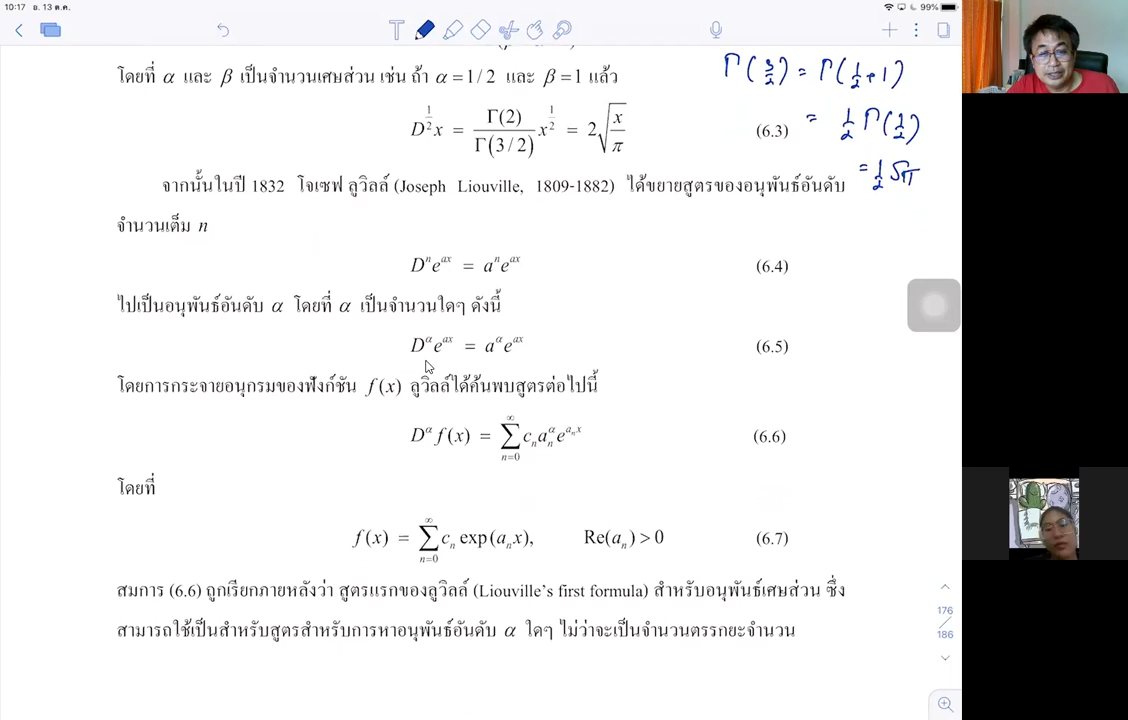 10:17 อ. 13 ต.ค.
99%
โดยที่ α และ β เป็นจำนวนเศษส่วน เช่น ถ้า α = 1/2 และ β = 1 แล้ว
Γ(3/2) = Γ(1/2+1)
D^{1/2} x = Γ(2)/Γ(3/2) x^{1/2} = 2√(x/π) (6.3)
= 1/2 Γ(1/2)
= 1/2 √π
จากนั้นในปี 1832 โจเซฟ ลูวิลล์ (Joseph Liouville, 1809-1882) ได้ขยายสูตรของอนุพันธ์อันดับ
จำนวนเต็ม n
D^n e^{ax} = a^n e^{ax} (6.4)
ไปเป็นอนุพันธ์อันดับ α โดยที่ α เป็นจำนวนใดๆ ดังนี้
D^α e^{ax} = a^α e^{ax} (6.5)
โดยการกระจายอนุกรมของฟังก์ชัน f(x) ลูวิลล์ได้ค้นพบสูตรต่อไปนี้
D^α f(x) = ∑_{n=0}^{∞} c_n a_n^α e^{a_n x} (6.6)
โดยที่
f(x) = ∑_{n=0}^{∞} c_n exp(a_n x), Re(a_n) > 0 (6.7)
สมการ (6.6) ถูกเรียกภายหลังว่า สูตรแรกของลูวิลล์ (Liouville's first formula) สำหรับอนุพันธ์เศษส่วน ซึ่ง
สามารถใช้เป็นสำหรับสูตรสำหรับการหาอนุพันธ์อันดับ α ใดๆ ไม่ว่าจะเป็นจำนวนตรรกยะจำนวน
176
186